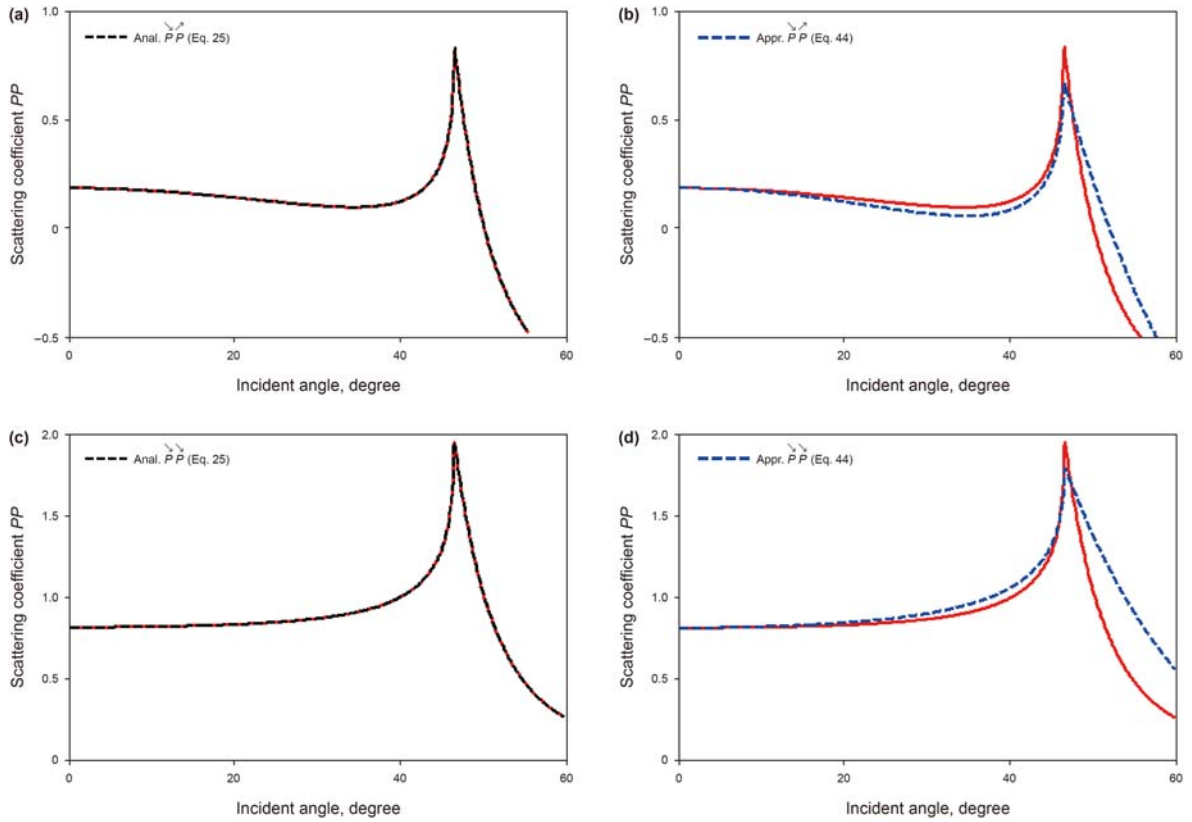 (a)
1.0
0.5
0
–0.5
0
20
40
60
Anal. P P (Eq. 25)
Scattering coefficient PP
Incident angle, degree
(b)
1.0
0.5
0
–0.5
0
20
40
60
Appr. P P (Eq. 44)
Scattering coefficient PP
Incident angle, degree
(c)
2.0
1.5
1.0
0.5
0
0
20
40
60
Anal. P P (Eq. 25)
Scattering coefficient PP
Incident angle, degree
(d)
2.0
1.5
1.0
0.5
0
0
20
40
60
Appr. P P (Eq. 44)
Scattering coefficient PP
Incident angle, degree